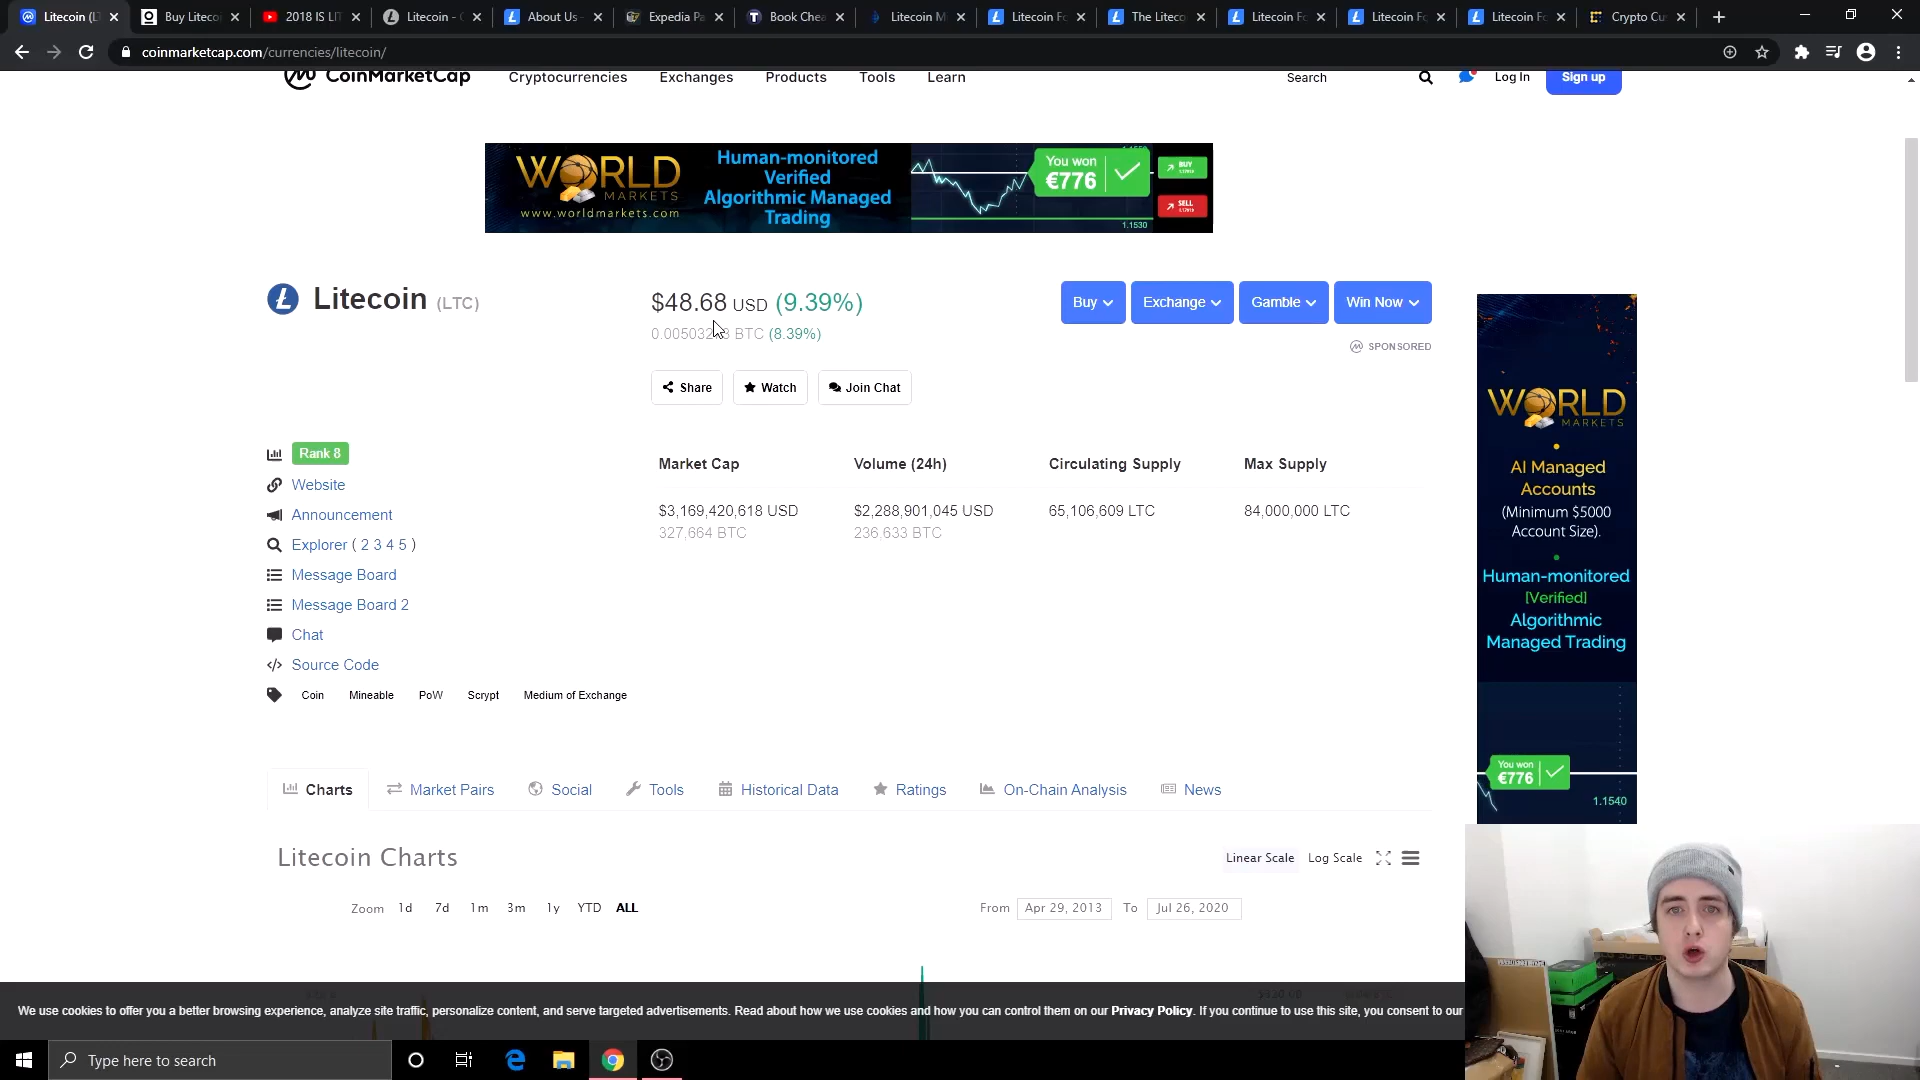 Litecoin (L
Buy Liteco
2018 IS LI
Litecoin -
About Us -
Expedia Pa
Book Chea
Litecoin M
Litecoin Fo
The Liteco
Litecoin Fo
Litecoin Fo
Litecoin Fo
Crypto Cu
coinmarketcap.com/currencies/litecoin/
CoinMarketCap
Cryptocurrencies
Exchanges
Products
Tools
Learn
Search
Log In
Sign up
WORLD
MARKETS
www.worldmarkets.com
Human-monitored
Verified
Algorithmic Managed
Trading
You won
€776
BUY
SELL
1.1530
Litecoin (LTC)
$48.68 USD (9.39%)
BTC (8.39%)
Buy
Exchange
Gamble
Win Now
SPONSORED
Share
Watch
Join Chat
Rank 8
Website
Announcement
Explorer ( 2 3 4 5 )
Message Board
Message Board 2
Chat
Source Code
Coin Mineable PoW Scrypt Medium of Exchange
Market Cap
$3,169,420,618 USD
327,664 BTC
Volume (24h)
$2,288,901,045 USD
236,633 BTC
Circulating Supply
65,106,609 LTC
Max Supply
84,000,000 LTC
WORLD
MARKETS
AI Managed
Accounts
(Minimum $5000
Account Size).
Human-monitored
[Verified]
Algorithmic
Managed Trading
You won
€776
1.1540
Charts
Market Pairs
Social
Tools
Historical Data
Ratings
On-Chain Analysis
News
Litecoin Charts
Linear Scale
Log Scale
Zoom 1d 7d 1m 3m 1y YTD ALL
From Apr 29, 2013 To Jul 26, 2020
We use cookies to offer you a better browsing experience, analyze site traffic, personalize content, and serve targeted advertisements. Read about how we use cookies and how you can control them on our Privacy Policy. If you continue to use this site, you consent to our
Type here to search